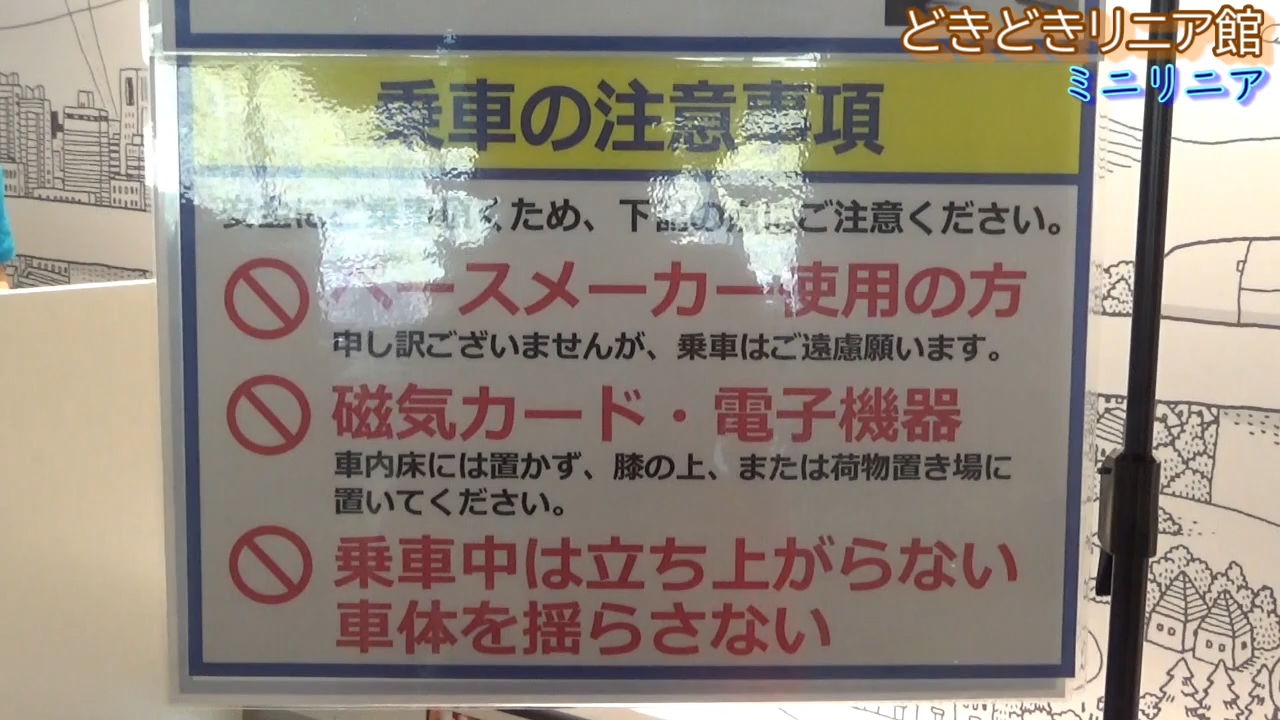 どきどきリニア館
ミニリニア
乗車の注意事項
ため、下記の点にご注意ください。
ペースメーカー使用の方
申し訳ございませんが、乗車はご遠慮願います。
磁気カード・電子機器
車内床には置かず、膝の上、または荷物置き場に
置いてください。
乗車中は立ち上がらない
車体を揺らさない